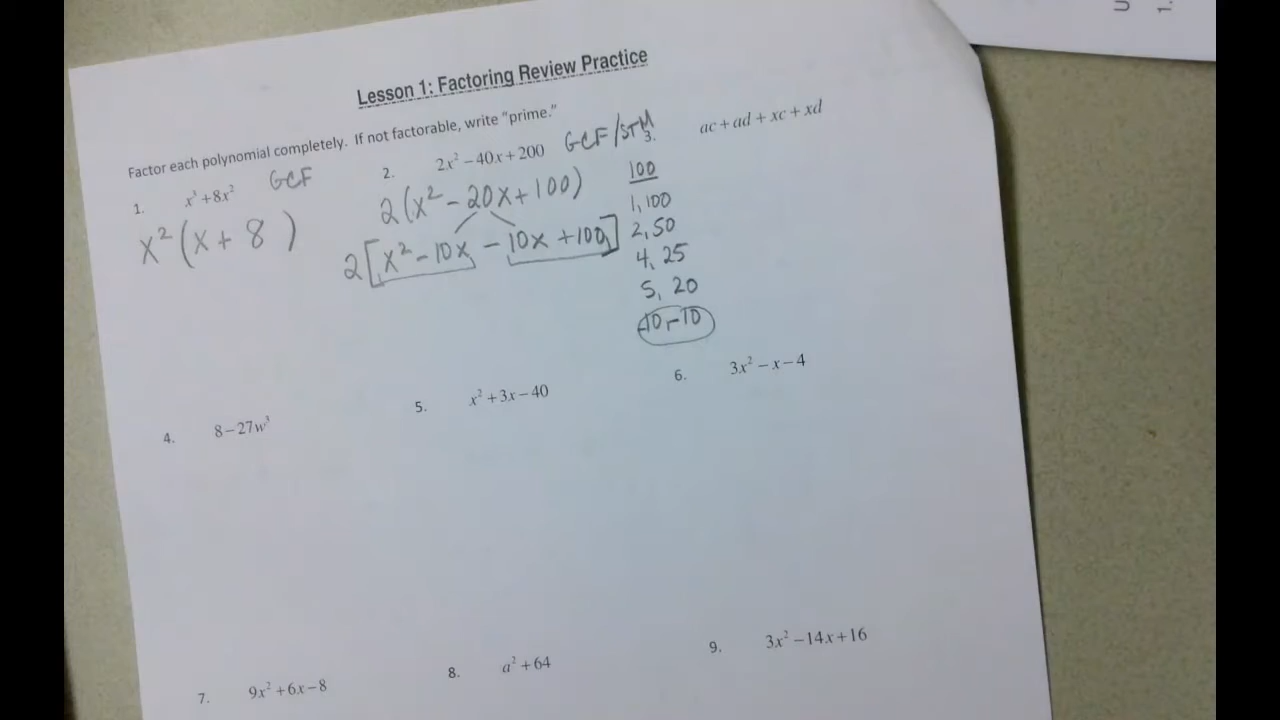 Lesson 1: Factoring Review Practice
Factor each polynomial completely. If not factorable, write "prime."
1. x³ + 8x² GCF
x²(x + 8)
2. 2x² − 40x + 200 GCF/STM
2(x² − 20x + 100)
2[x² − 10x − 10x + 100]
100
1, 100
2, 50
4, 25
5, 20
-10, -10
3. ac + ad + xc + xd
4. 8 − 27w³
5. x² + 3x − 40
6. 3x² − x − 4
7. 9x² + 6x − 8
8. a² + 64
9. 3x² − 14x + 16
U
1.